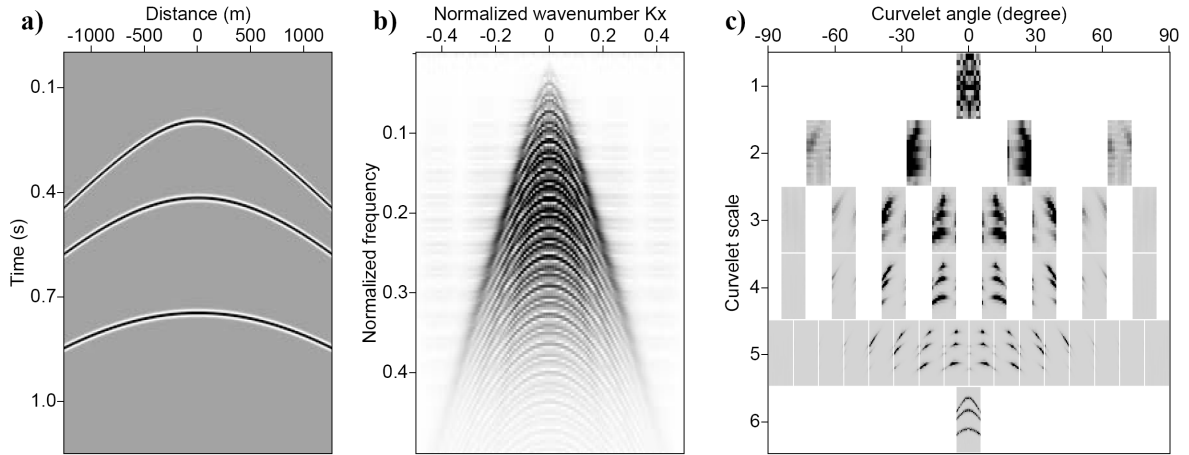 a)
Distance (m)
-1000 -500 0 500 1000
Time (s)
0.1
0.4
0.7
1.0
b)
Normalized wavenumber Kx
-0.4 -0.2 0 0.2 0.4
Normalized frequency
0.1
0.2
0.3
0.4
c)
Curvelet angle (degree)
-90 -60 -30 0 30 60 90
Curvelet scale
1
2
3
4
5
6